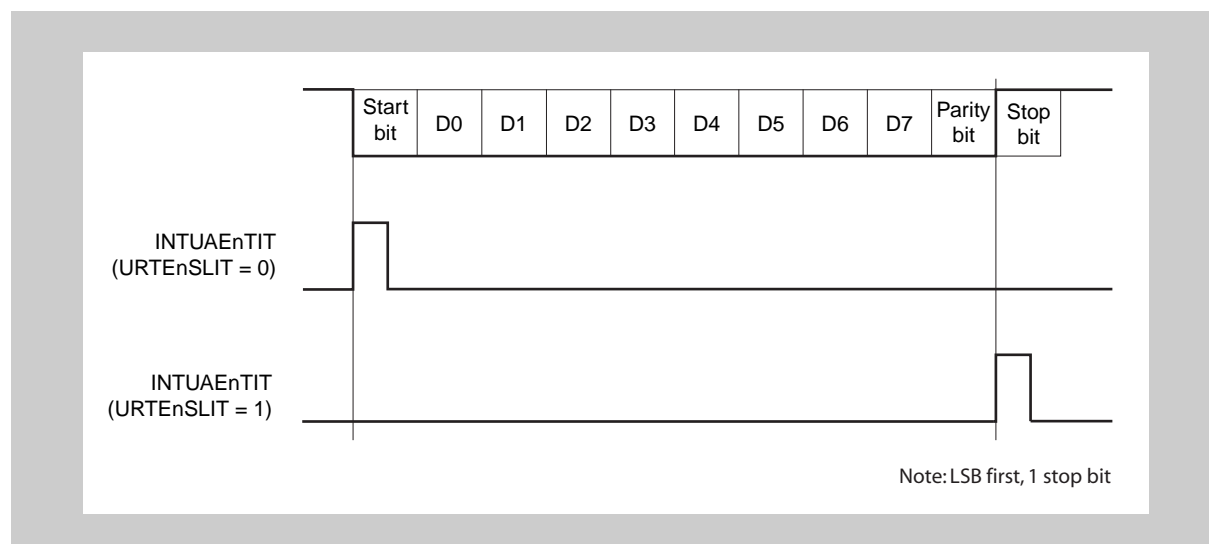 Start bit D0 D1 D2 D3 D4 D5 D6 D7 Parity bit Stop bit
INTUAEnTIT
(URTEnSLIT = 0)
INTUAEnTIT
(URTEnSLIT = 1)
Note: LSB first, 1 stop bit